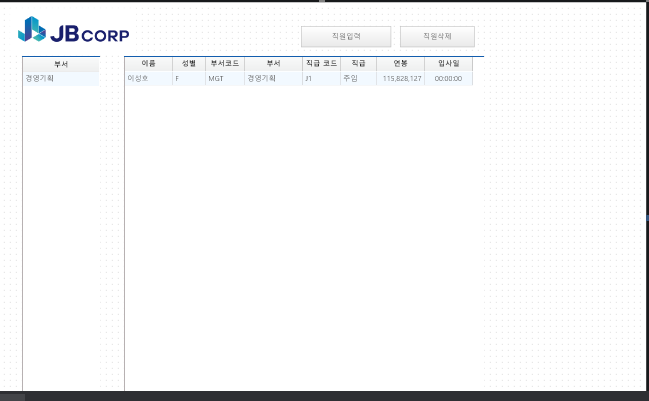 JBCORP
직원입력
직원삭제
부서
경영기획
이름 성별 부서코드 부서 직급 코드 직급 연봉 입사일
이상호 F MGT 경영기획 J1 주임 115,828,127 00:00:00